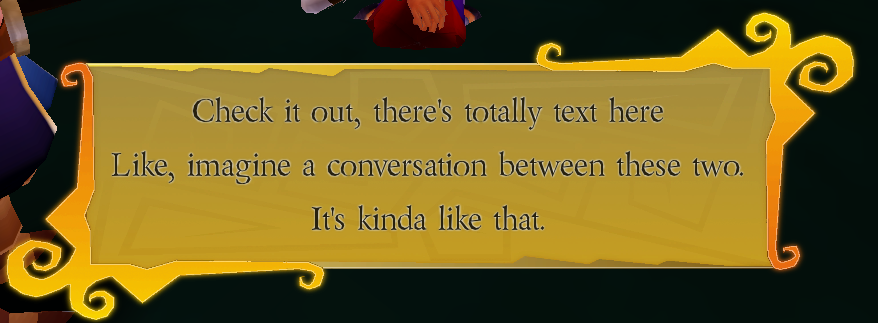 Check it out, there's totally text here
Like, imagine a conversation between these two.
It's kinda like that.